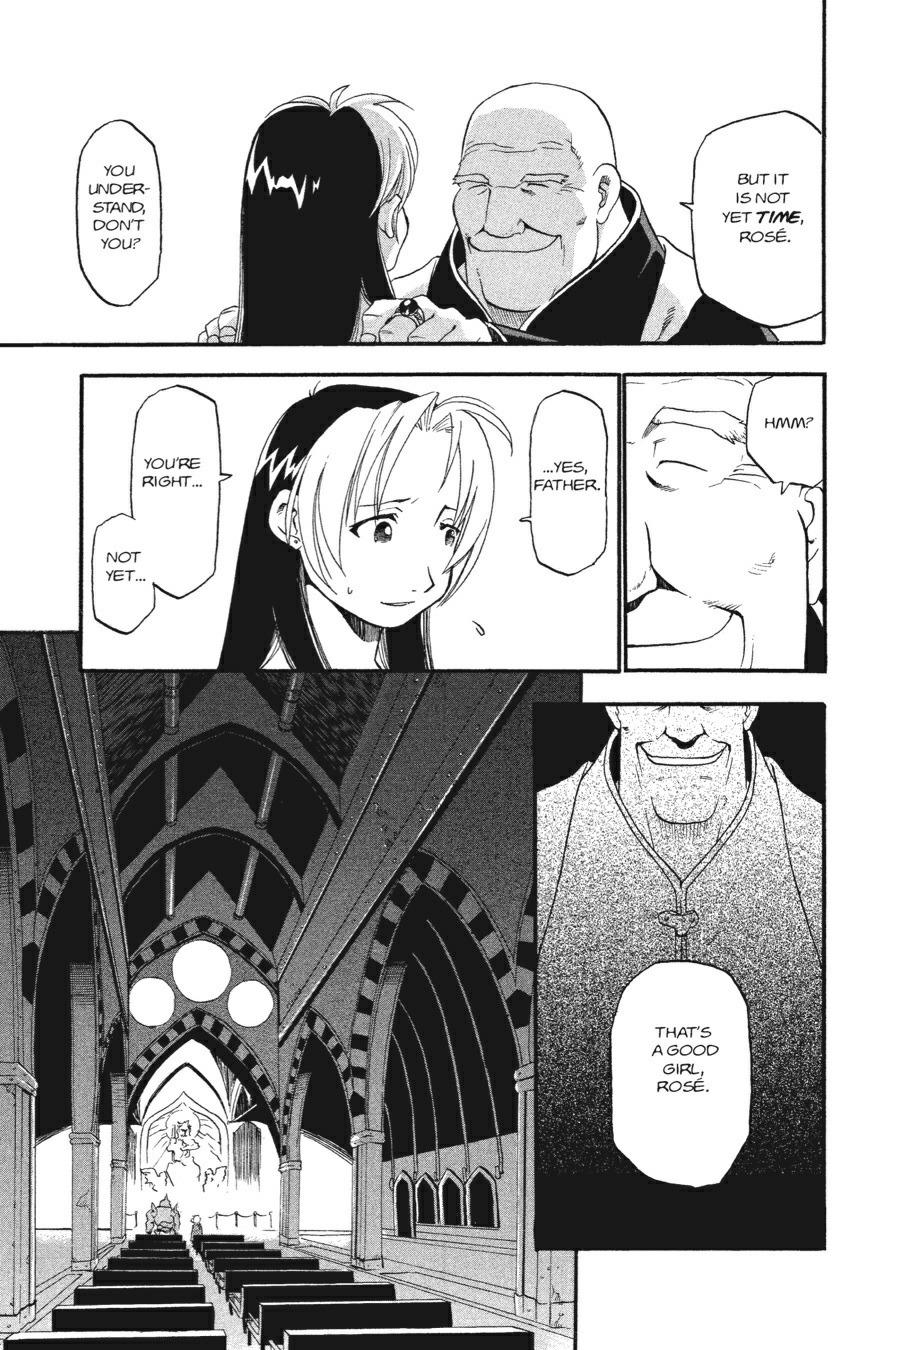 BUT IT
IS NOT
YET TIME,
ROSÉ.
YOU
UNDER-
STAND,
DON'T
YOU?
HMM?
...YES,
FATHER.
YOU'RE
RIGHT...
NOT
YET...
THAT'S
A GOOD
GIRL,
ROSÉ.